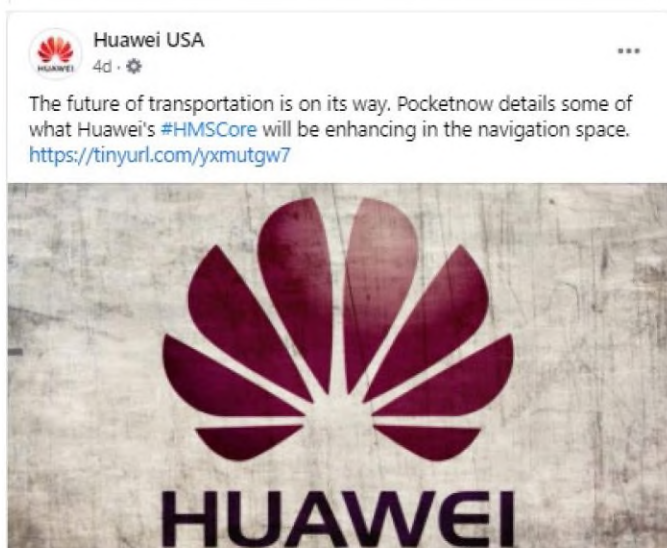 Huawei USA
HUAWEI
4d ·
The future of transportation is on its way. Pocketnow details some of
what Huawei's #HMSCore will be enhancing in the navigation space.
https://tinyurl.com/yxmutgw7
HUAWEI